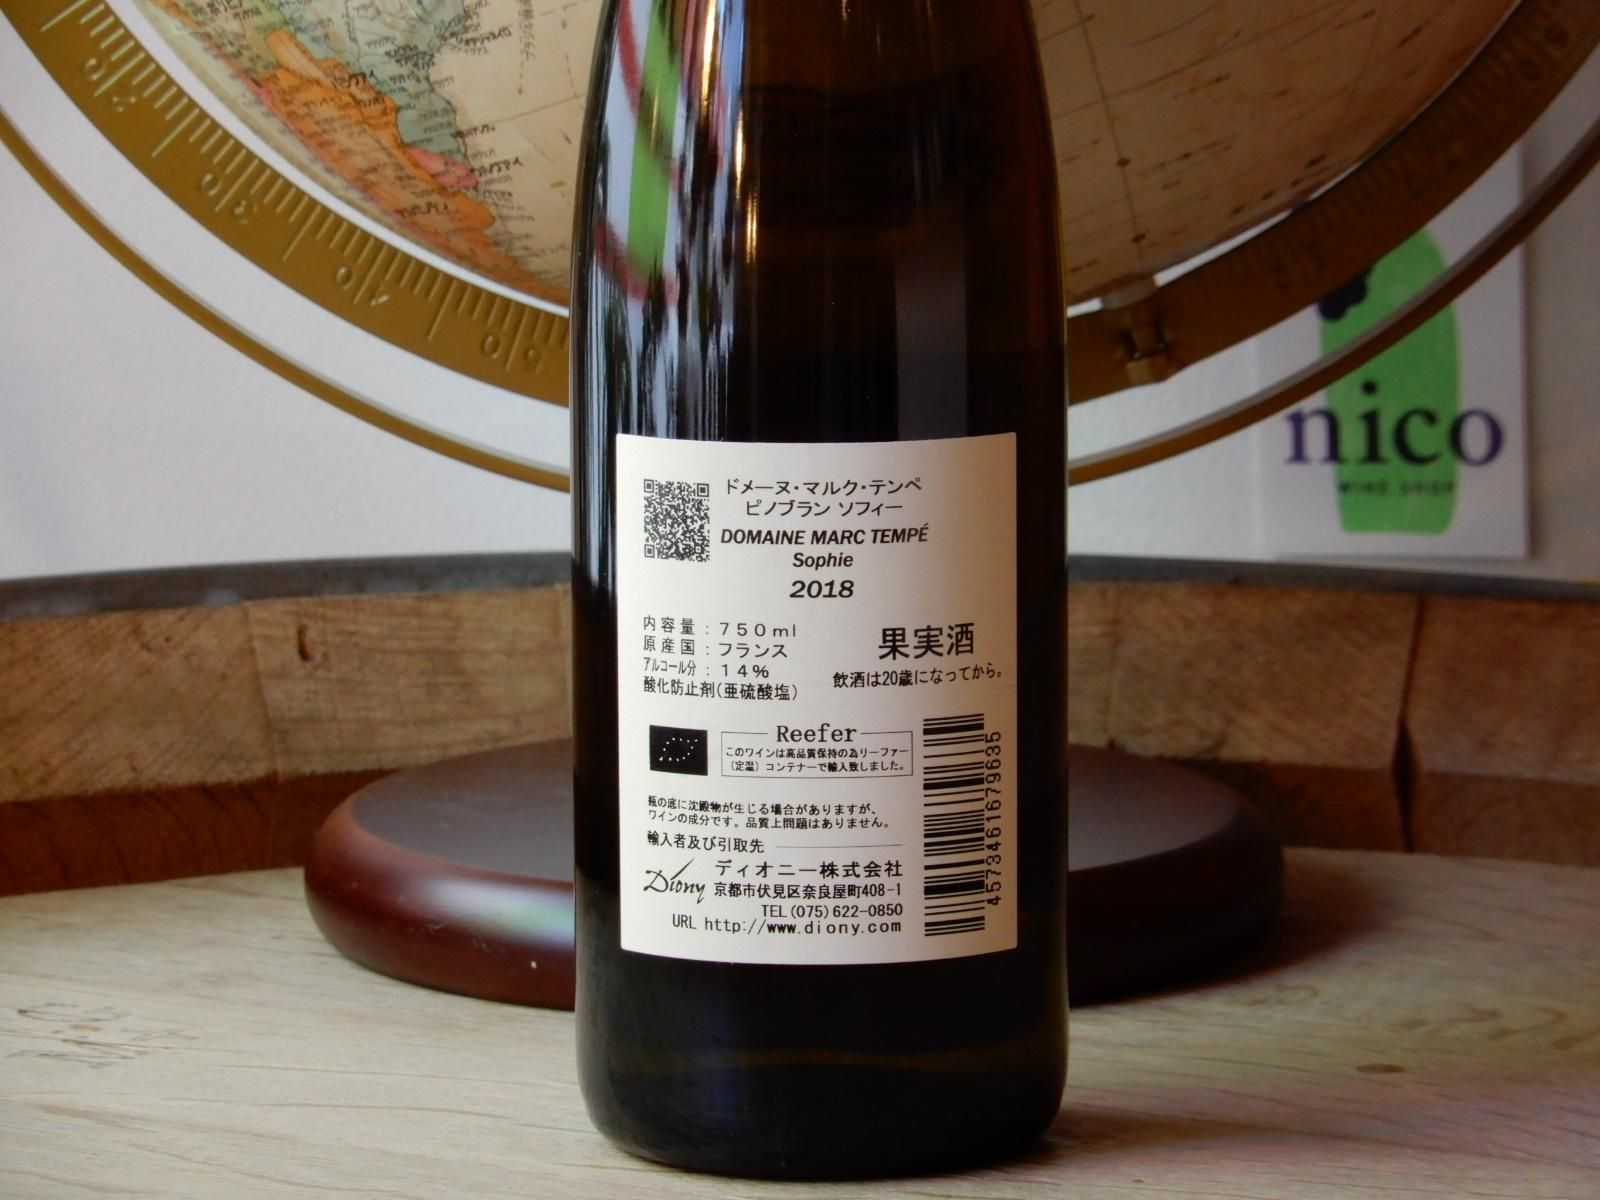 ドメーヌ・マルク・テンペ
ピノブラン ソフィー
DOMAINE MARC TEMPÉ
Sophie
2018
内容量：750ml
原産国：フランス
アルコール分：14%
酸化防止剤(亜硫酸塩)
果実酒
飲酒は20歳になってから。
Reefer
このワインは高品質保持の為リーファー
(定温) コンテナーで輸入致しました。
4573461679635
瓶の底に沈殿物が生じる場合がありますが、
ワインの成分です。品質上問題はありません。
輸入者及び引取先
Diony
ディオニー株式会社
京都市伏見区奈良屋町408-1
TEL(075)622-0850
URL http://www.diony.com
nico
WINE SHOP